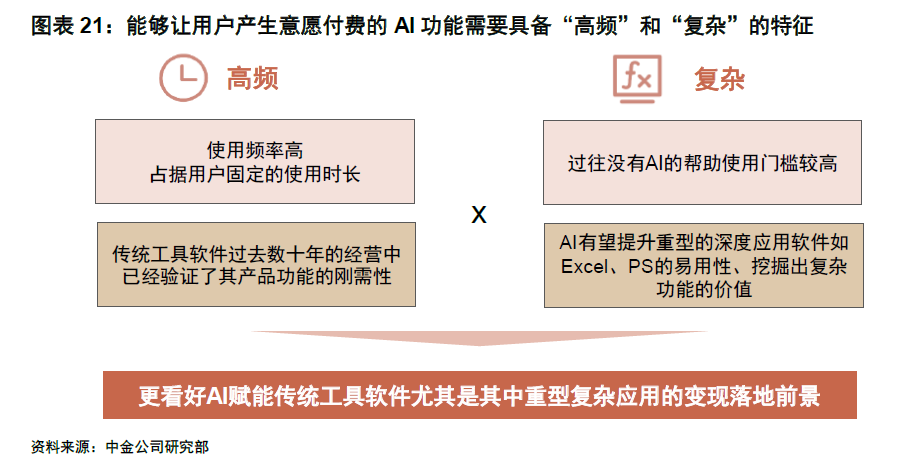 图表 21：能够让用户产生意愿付费的 AI 功能需要具备“高频”和“复杂”的特征
高频
fx
复杂
使用频率高
占据用户固定的使用时长
过往没有AI的帮助使用门槛较高
X
传统工具软件过去数十年的经营中
已经验证了其产品功能的刚需性
AI有望提升重型的深度应用软件如
Excel、PS的易用性、挖掘出复杂
功能的价值
更看好AI赋能传统工具软件尤其是其中重型复杂应用的变现落地前景
资料来源：中金公司研究部